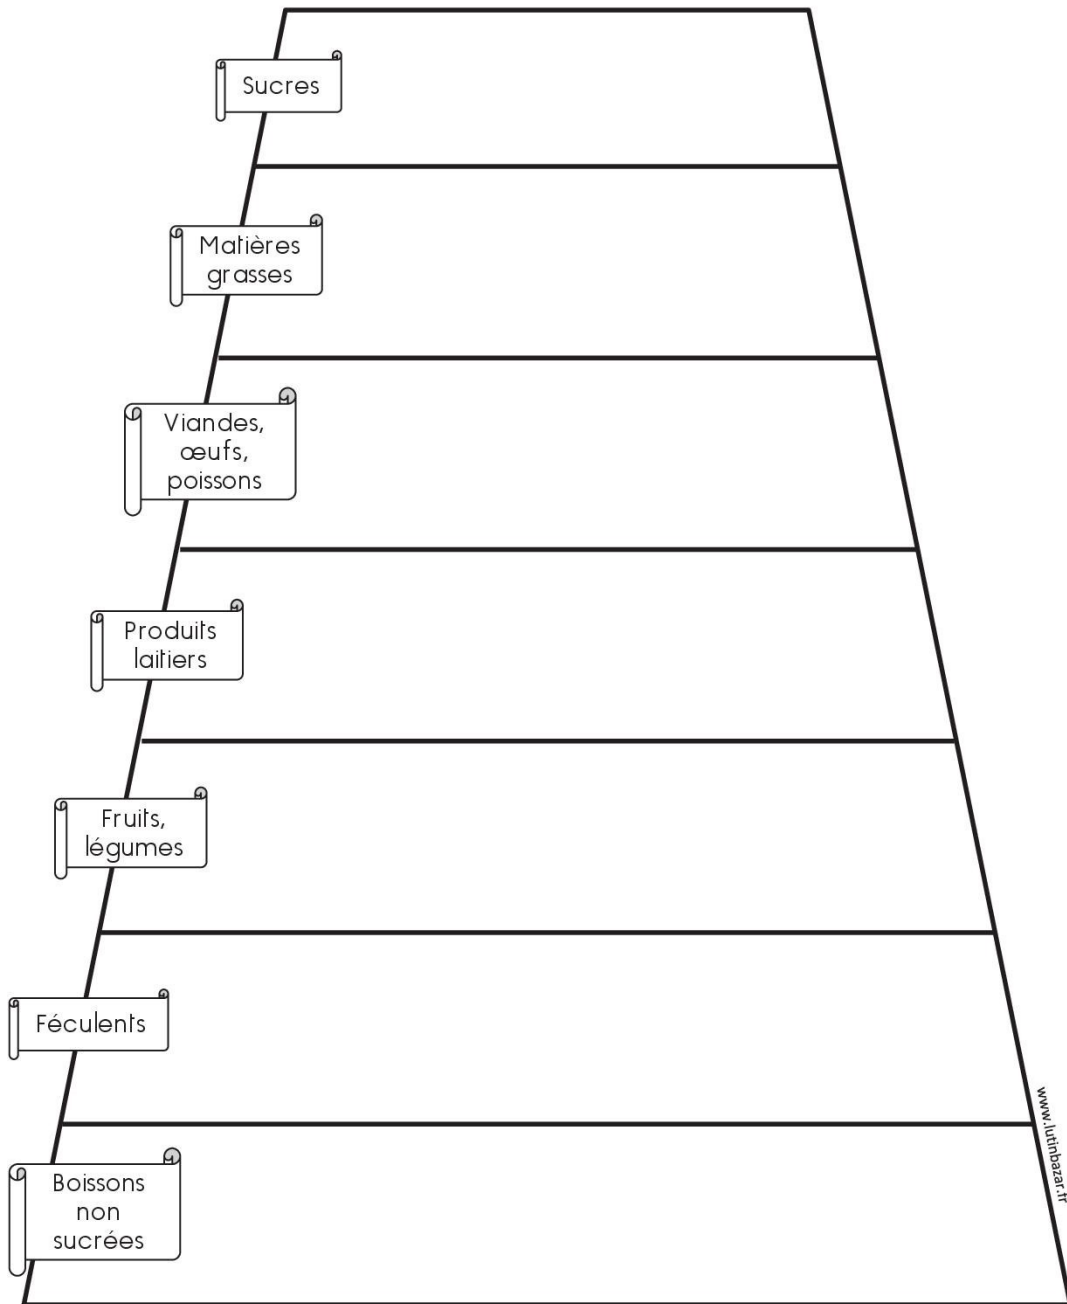 Sucres
Matières
grasses
Viandes,
œufs,
poissons
Produits
laitiers
Fruits,
légumes
Féculents
Boissons
non
sucrées
www.lutinbazar.fr